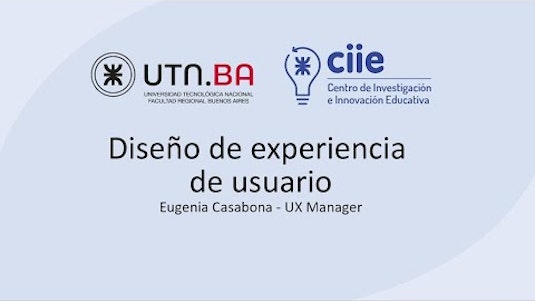 UTN.BA
UNIVERSIDAD TECNOLÓGICA NACIONAL
FACULTAD REGIONAL BUENOS AIRES
ciie
Centro de Investigación
e Innovación Educativa
Diseño de experiencia
de usuario
Eugenia Casabona - UX Manager